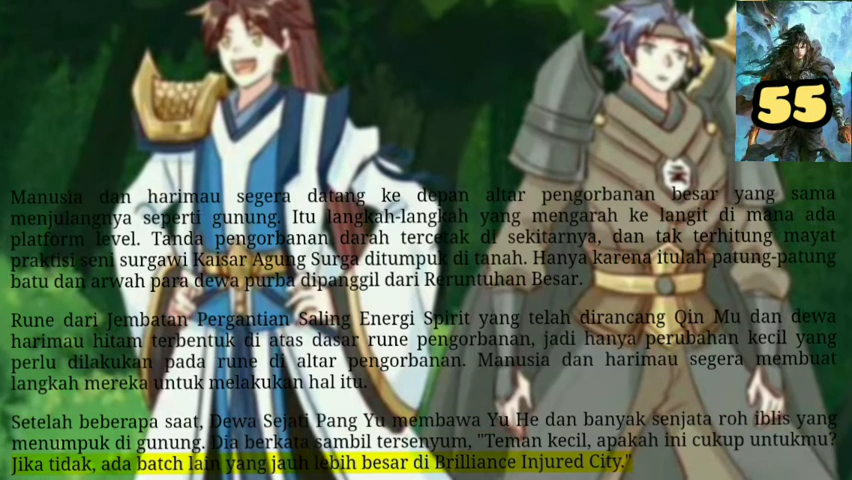 55
Manusia dan harimau segera datang ke depan altar pengorbanan besar yang sama
menjulangnya seperti gunung. Itu langkah-langkah yang mengarah ke langit di mana ada
platform level. Tanda pengorbanan darah tercetak di sekitarnya, dan tak terhitung mayat
praktisi seni surgawi Kaisar Agung Surga ditumpuk di tanah. Hanya karena itulah patung-patung
batu dan arwah para dewa purba dipanggil dari Reruntuhan Besar.
Rune dari Jembatan Pergantian Saling Energi Spirit yang telah dirancang Qin Mu dan dewa
harimau hitam terbentuk di atas dasar rune pengorbanan, jadi hanya perubahan kecil yang
perlu dilakukan pada rune di altar pengorbanan. Manusia dan harimau segera membuat
langkah mereka untuk melakukan hal itu.
Setelah beberapa saat, Dewa Sejati Pang Yu membawa Yu He dan banyak senjata roh iblis yang
menumpuk di gunung. Dia berkata sambil tersenyum, "Teman kecil, apakah ini cukup untukmu?
Jika tidak, ada batch lain yang jauh lebih besar di Brilliance Injured City."